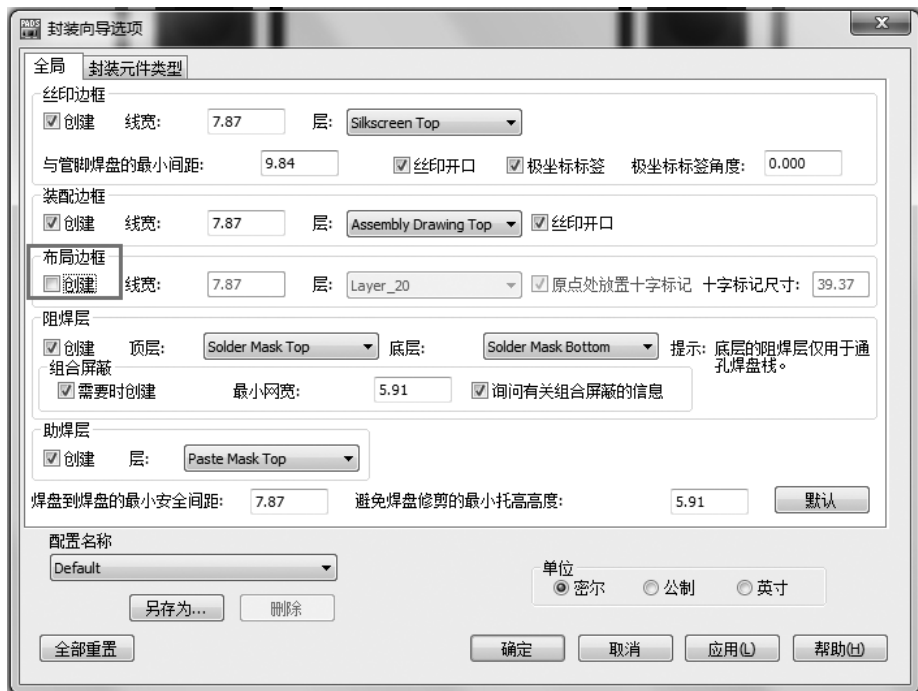 PADS 封装向导选项
全局 封装元件类型
丝印边框
创建 线宽: 7.87 层: Silkscreen Top
与管脚焊盘的最小间距: 9.84 丝印开口 极坐标标签 极坐标标签角度: 0.000
装配边框
创建 线宽: 7.87 层: Assembly Drawing Top 丝印开口
布局边框
创建 线宽: 7.87 层: Layer_20 原点处放置十字标记 十字标记尺寸: 39.37
阻焊层
创建 顶层: Solder Mask Top 底层: Solder Mask Bottom 提示: 底层的阻焊层仅用于通
孔焊盘栈。
组合屏蔽
需要时创建 最小网宽: 5.91 询问有关组合屏蔽的信息
助焊层
创建 层: Paste Mask Top
焊盘到焊盘的最小安全间距: 7.87 避免焊盘修剪的最小托高高度: 5.91 默认
配置名称
Default
单位
密尔 公制 英寸
另存为... 删除
全部重置 确定 取消 应用(L) 帮助(H)